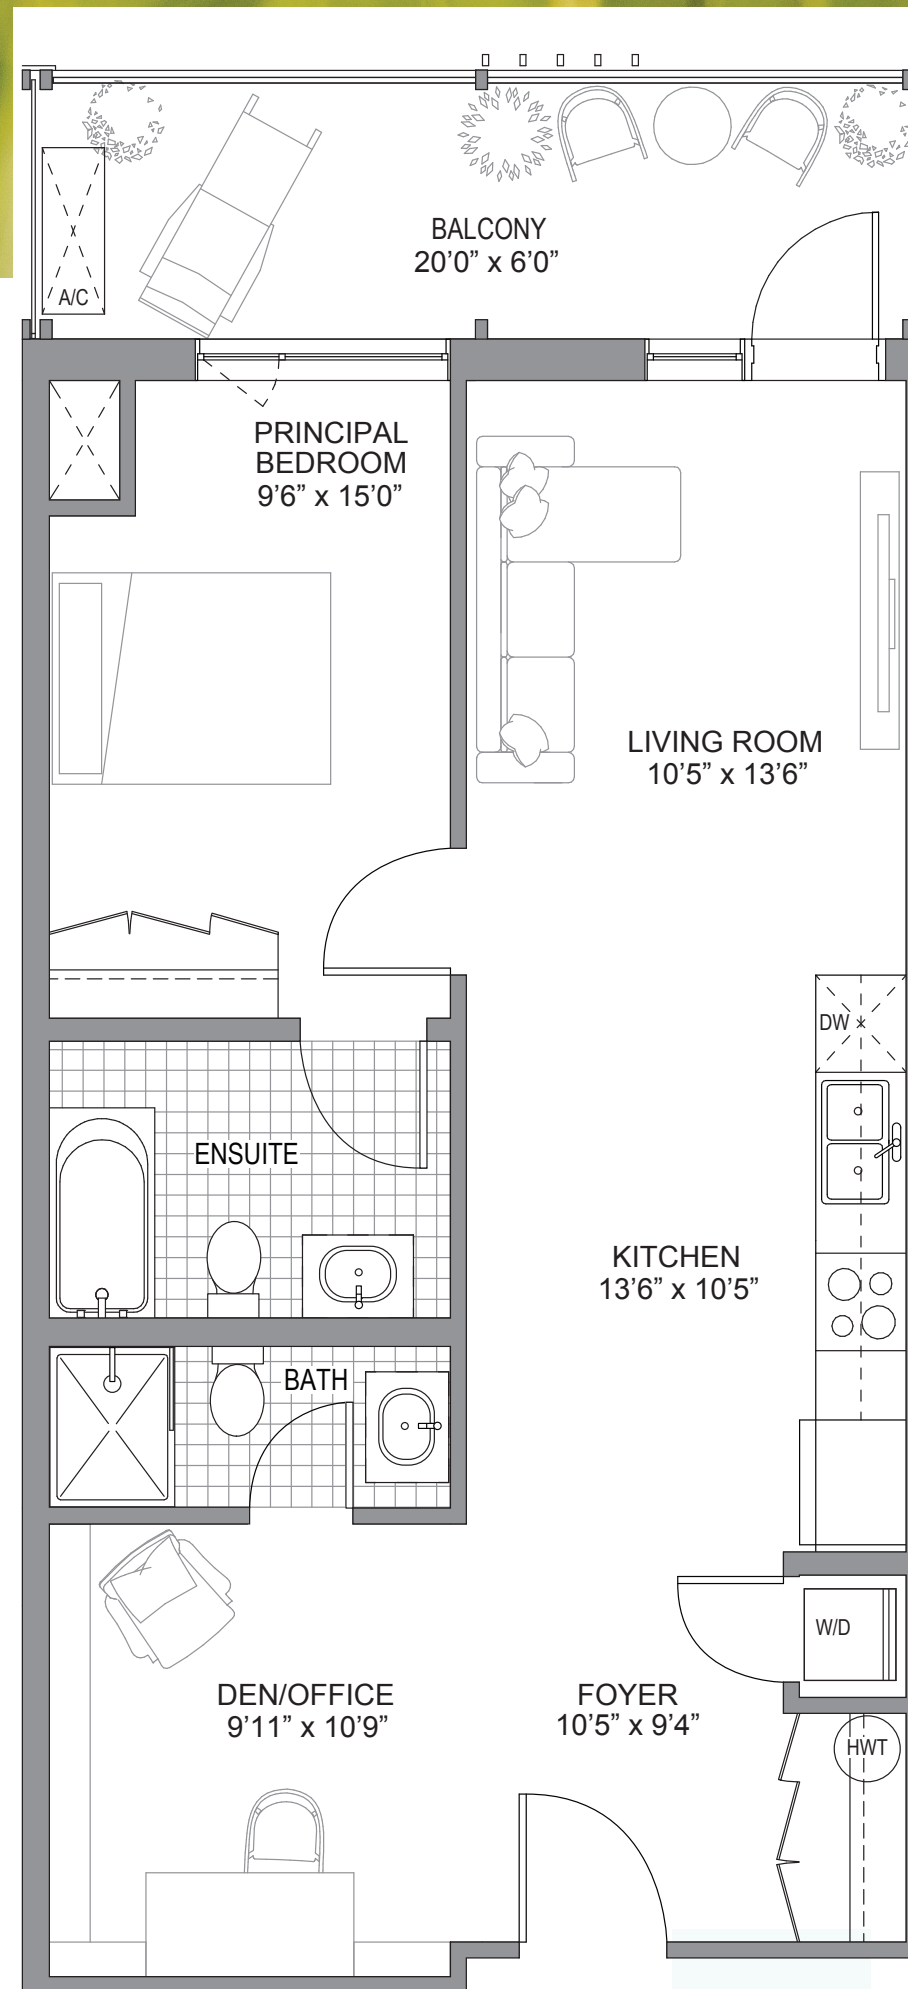 BALCONY
20’0” x 6’0”
A/C
PRINCIPAL
BEDROOM
9’6” x 15’0”
LIVING ROOM
10’5” x 13’6”
DW
ENSUITE
KITCHEN
13’6” x 10’5”
BATH
W/D
DEN/OFFICE
9’11” x 10’9”
FOYER
10’5” x 9’4”
HWT